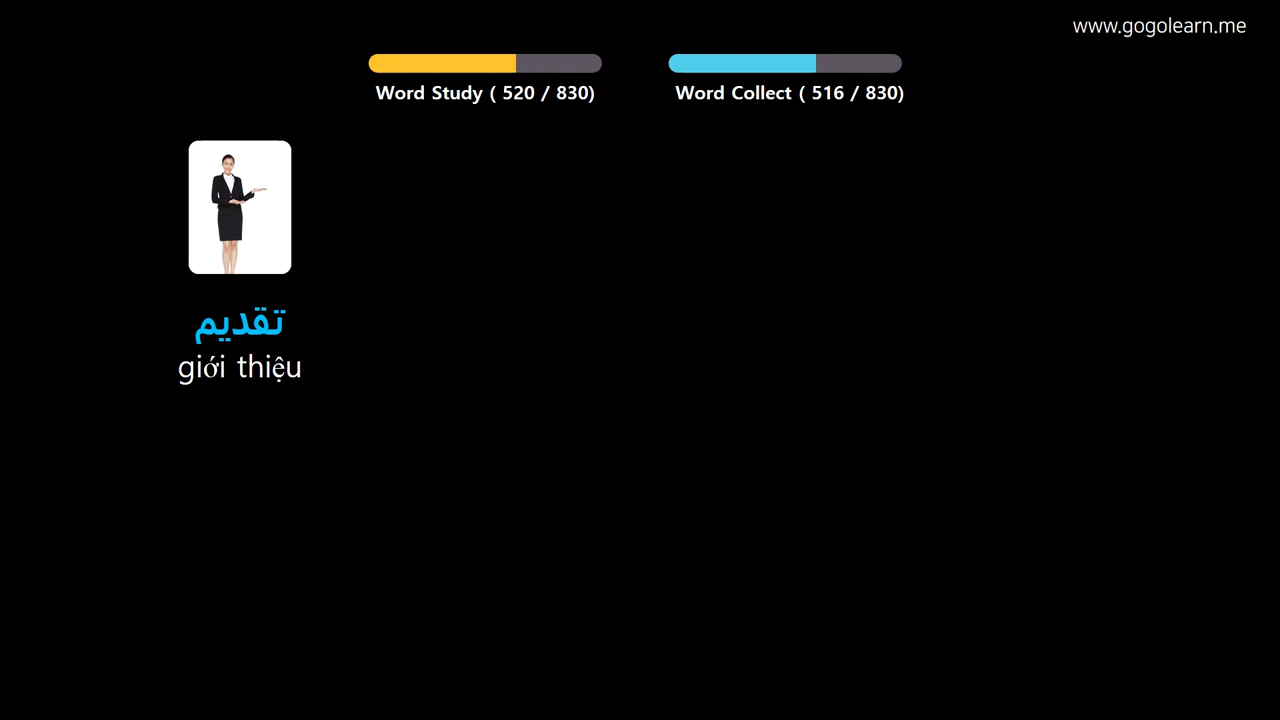 www.gogolearn.me
Word Study ( 520 / 830)
Word Collect ( 516 / 830)
تقديم
giới thiệu